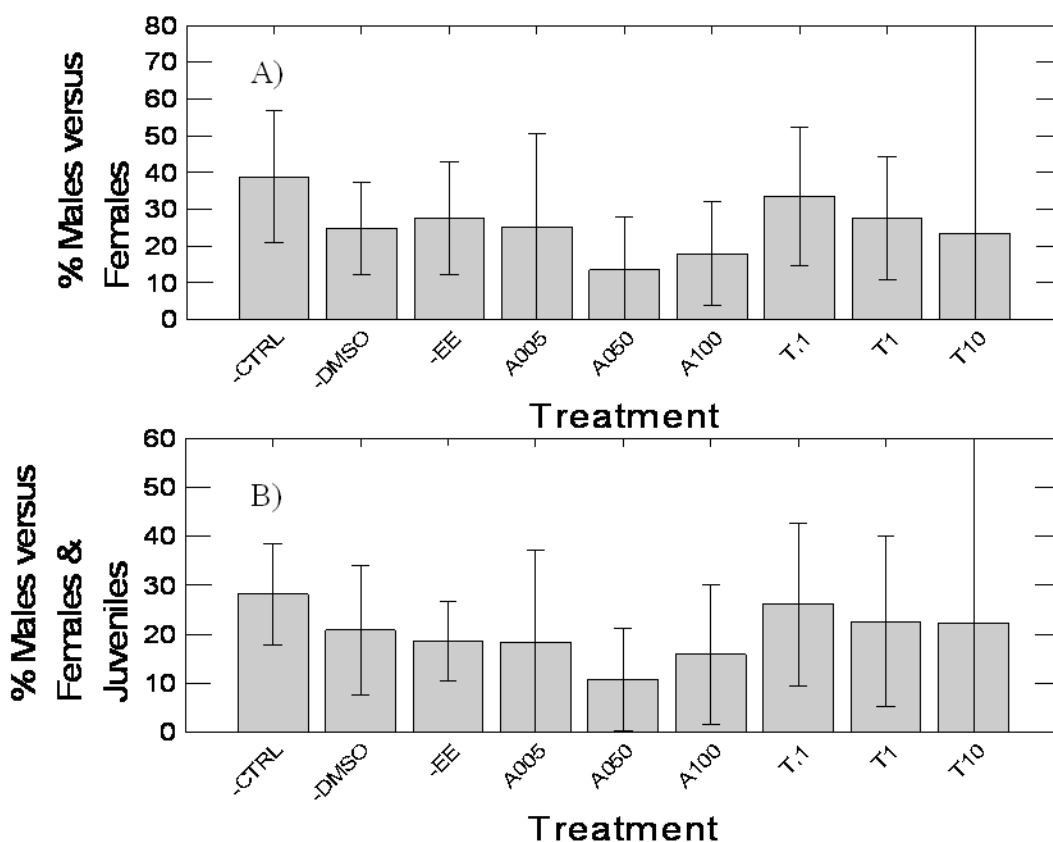 A)
% Males versus
Females
80
70
60
50
40
30
20
10
0
-CTRL
-DMSO
-EE
A005
A050
A100
T.1
T1
T10
Treatment
B)
% Males versus
Females &
Juveniles
60
50
40
30
20
10
0
-CTRL
-DMSO
-EE
A005
A050
A100
T.1
T1
T10
Treatment